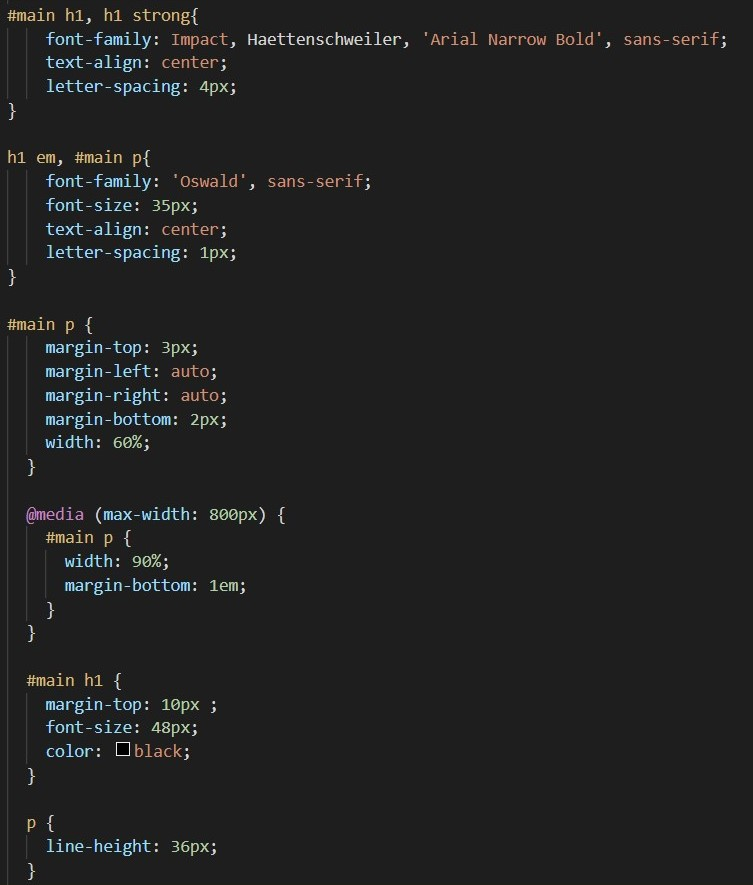 #main h1, h1 strong{
font-family: Impact, Haettenschweiler, 'Arial Narrow Bold', sans-serif;
text-align: center;
letter-spacing: 4px;
}
h1 em, #main p{
font-family: 'Oswald', sans-serif;
font-size: 35px;
text-align: center;
letter-spacing: 1px;
}
#main p {
margin-top: 3px;
margin-left: auto;
margin-right: auto;
margin-bottom: 2px;
width: 60%;
}
@media (max-width: 800px) {
#main p {
width: 90%;
margin-bottom: 1em;
}
}
#main h1 {
margin-top: 10px ;
font-size: 48px;
color: black;
}
p {
line-height: 36px;
}